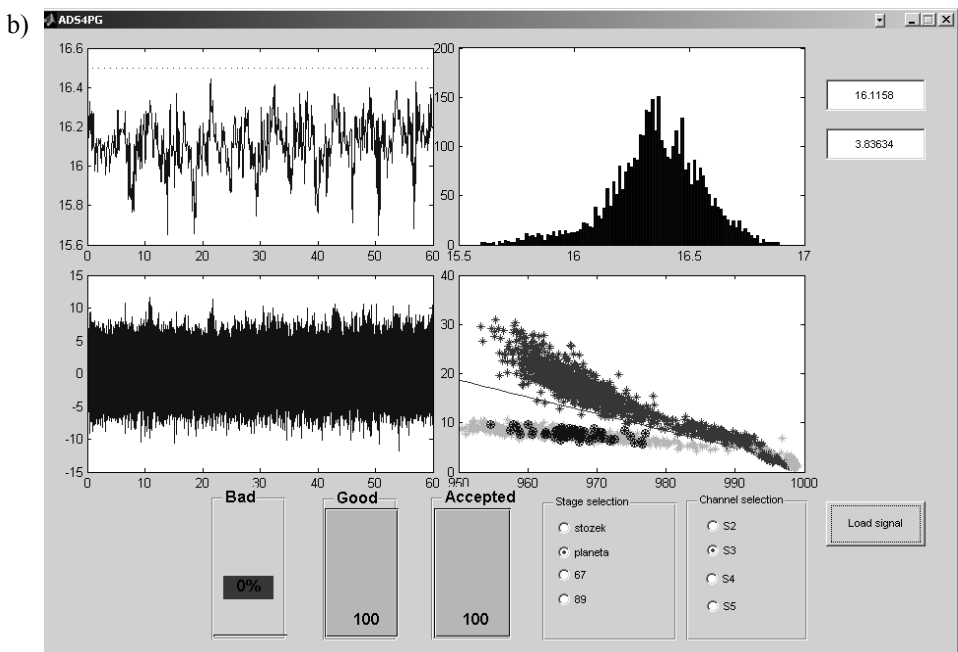 b)
ADS4PG
16.6
16.4
16.2
16
15.8
15.6
0 10 20 30 40 50 60
200
150
100
50
0
15.5 16 16.5 17
16.1158
3.83634
15
10
5
0
-5
-10
-15
0 10 20 30 40 50 60
40
30
20
10
0
950 960 970 980 990 1000
Bad
0%
Good
100
Accepted
100
Stage selection
stozek
planeta
67
89
Channel selection
S2
S3
S4
S5
Load signal